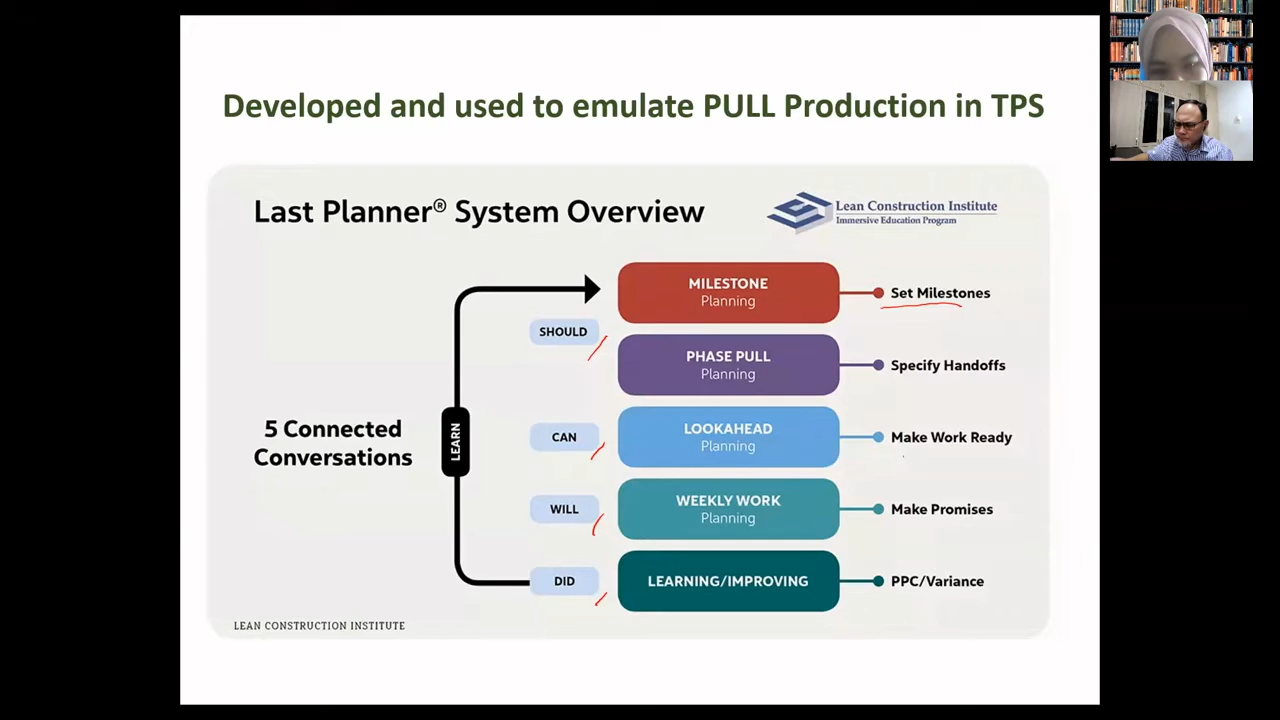 Developed and used to emulate PULL Production in TPS
Last Planner® System Overview
Lean Construction Institute
Immersive Education Program
MILESTONE
Planning
Set Milestones
SHOULD
PHASE PULL
Planning
Specify Handoffs
5 Connected
Conversations
LEARN
CAN
LOOKAHEAD
Planning
Make Work Ready
WILL
WEEKLY WORK
Planning
Make Promises
DID
LEARNING/IMPROVING
PPC/Variance
LEAN CONSTRUCTION INSTITUTE